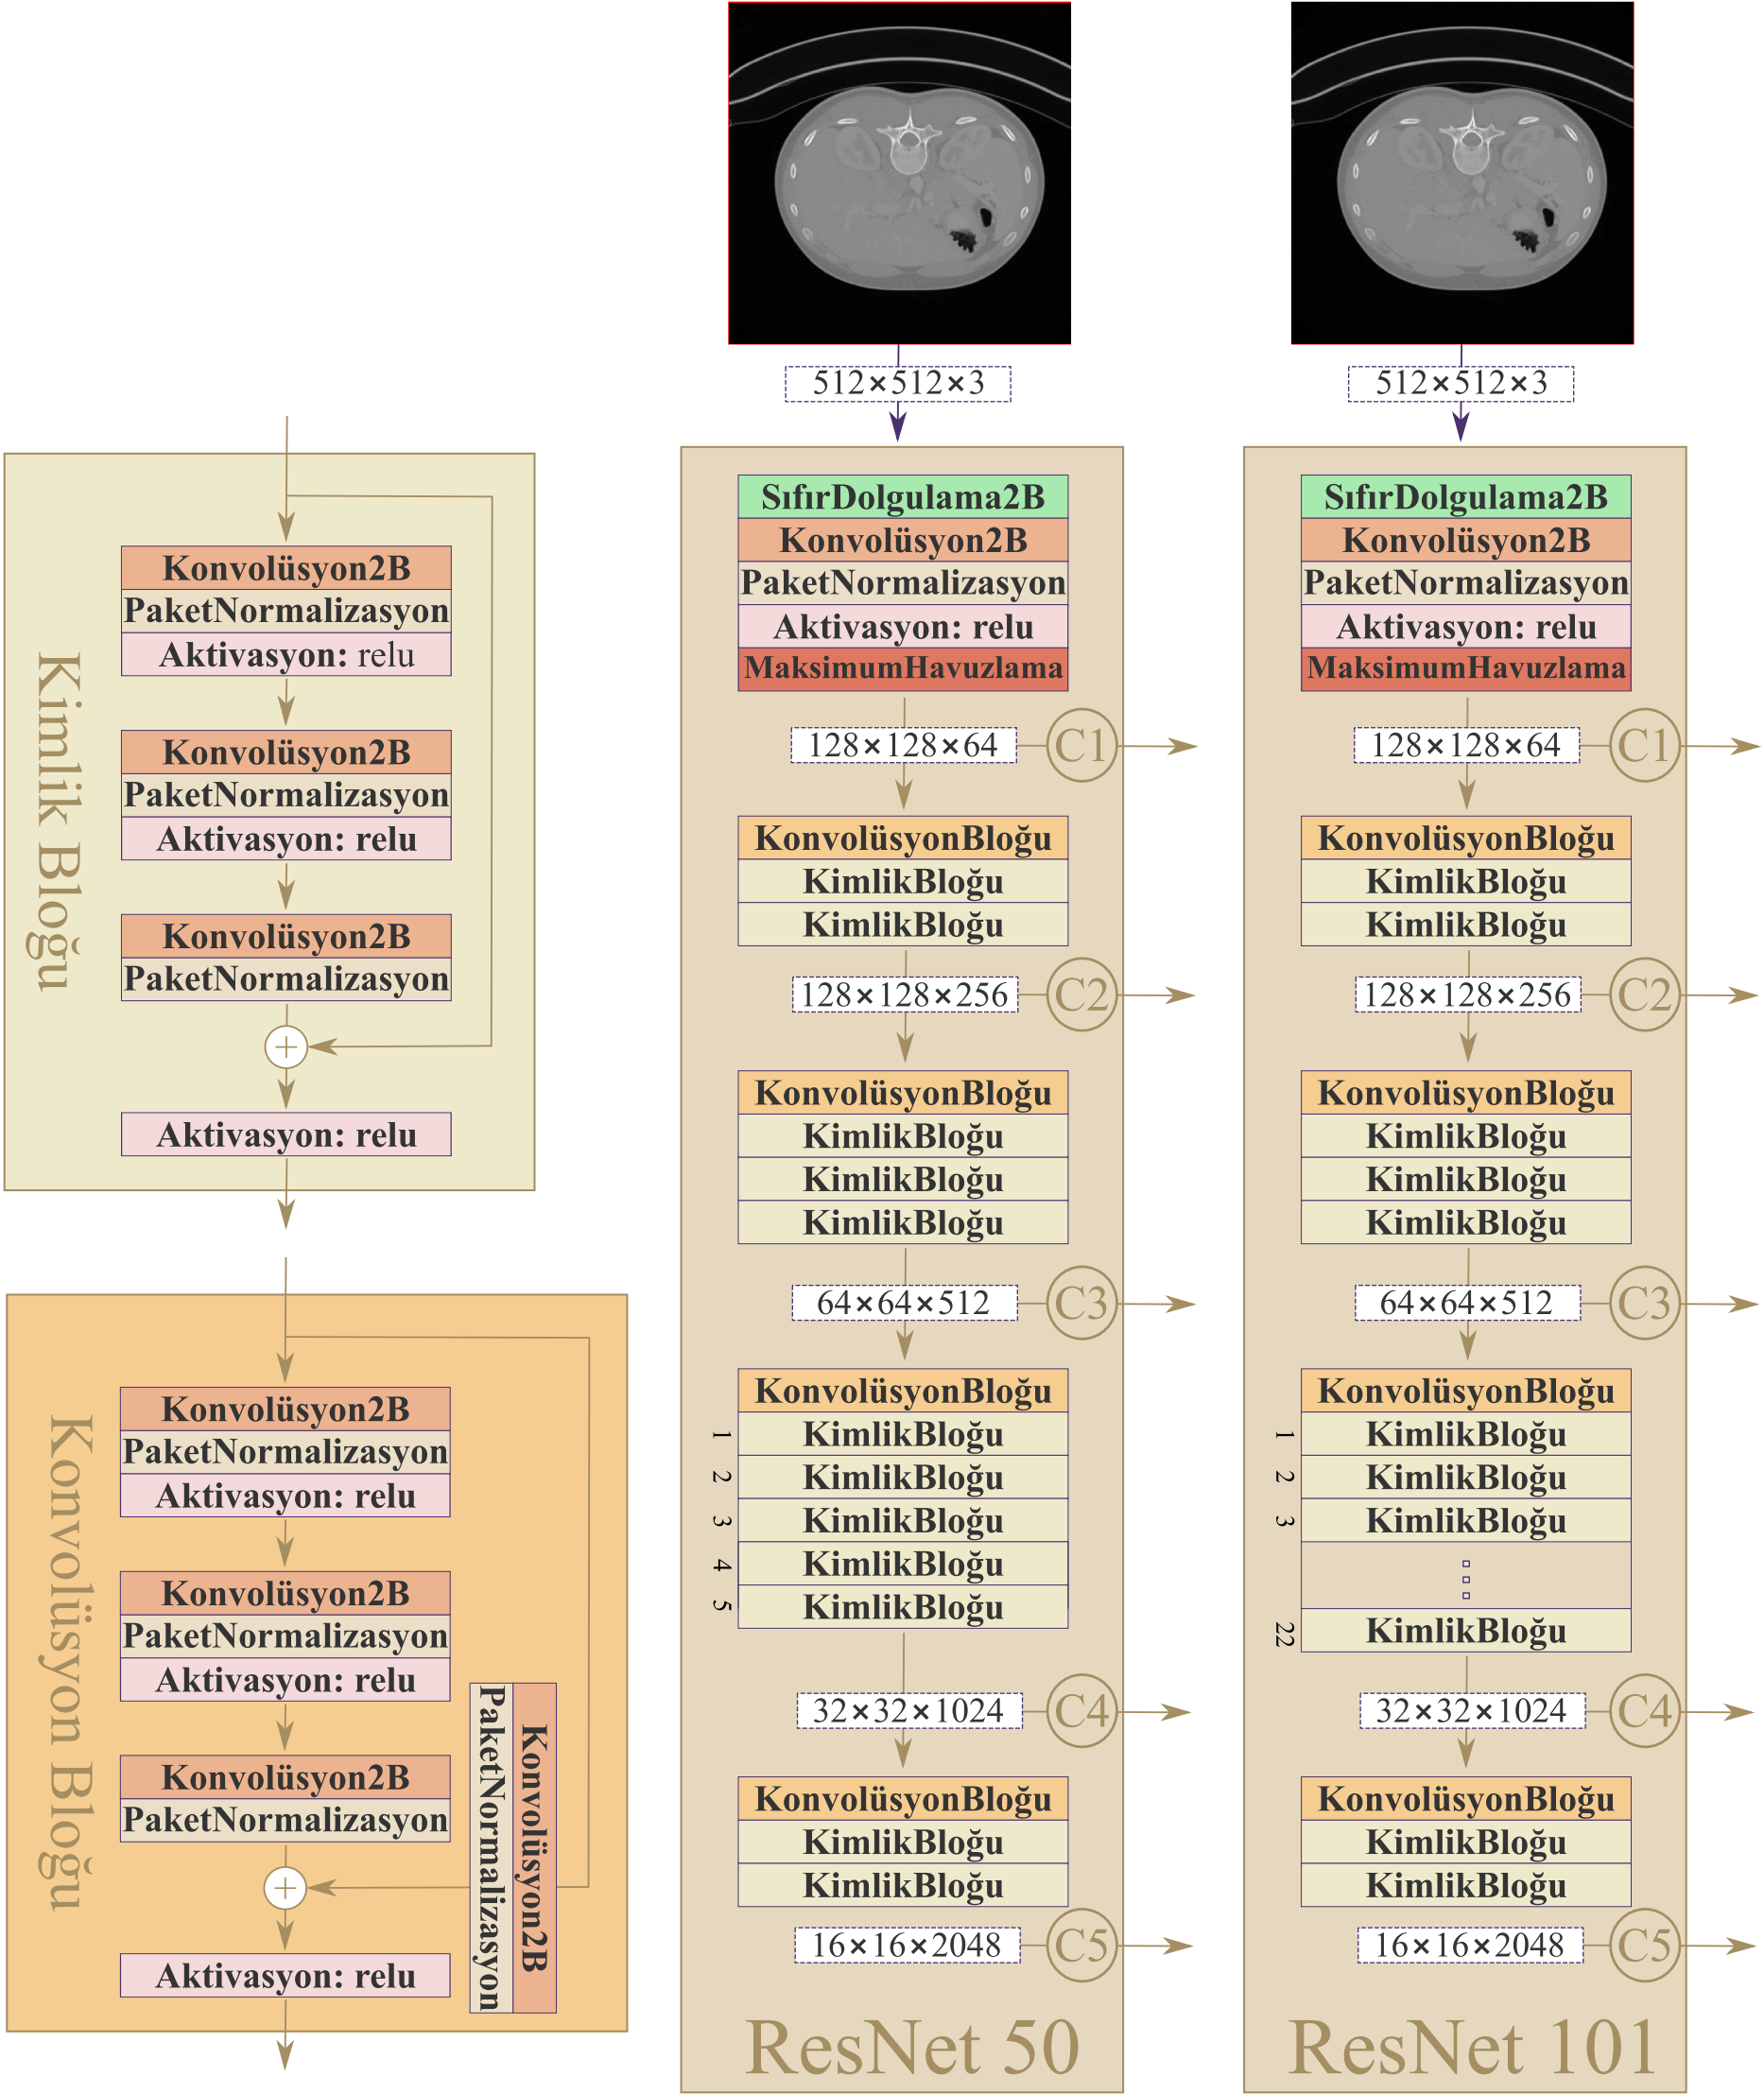 Kimlik Bloğu
Konvolüsyon2B
PaketNormalizasyon
Aktivasyon: relu
Konvolüsyon2B
PaketNormalizasyon
Aktivasyon: relu
Konvolüsyon2B
PaketNormalizasyon
+
Aktivasyon: relu
Konvolüsyon Bloğu
Konvolüsyon2B
PaketNormalizasyon
Aktivasyon: relu
Konvolüsyon2B
PaketNormalizasyon
Aktivasyon: relu
Konvolüsyon2B
PaketNormalizasyon
Konvolüsyon2B
PaketNormalizasyon
+
Aktivasyon: relu
512×512×3
SıfırDolgulama2B
Konvolüsyon2B
PaketNormalizasyon
Aktivasyon: relu
MaksimumHavuzlama
128×128×64 C1
KonvolüsyonBloğu
KimlikBloğu
KimlikBloğu
128×128×256 C2
KonvolüsyonBloğu
KimlikBloğu
KimlikBloğu
KimlikBloğu
64×64×512 C3
KonvolüsyonBloğu
1 KimlikBloğu
2 KimlikBloğu
3 KimlikBloğu
4 KimlikBloğu
5 KimlikBloğu
32×32×1024 C4
KonvolüsyonBloğu
KimlikBloğu
KimlikBloğu
16×16×2048 C5
ResNet 50
512×512×3
SıfırDolgulama2B
Konvolüsyon2B
PaketNormalizasyon
Aktivasyon: relu
MaksimumHavuzlama
128×128×64 C1
KonvolüsyonBloğu
KimlikBloğu
KimlikBloğu
128×128×256 C2
KonvolüsyonBloğu
KimlikBloğu
KimlikBloğu
KimlikBloğu
64×64×512 C3
KonvolüsyonBloğu
1 KimlikBloğu
2 KimlikBloğu
3 KimlikBloğu
22 KimlikBloğu
32×32×1024 C4
KonvolüsyonBloğu
KimlikBloğu
KimlikBloğu
16×16×2048 C5
ResNet 101